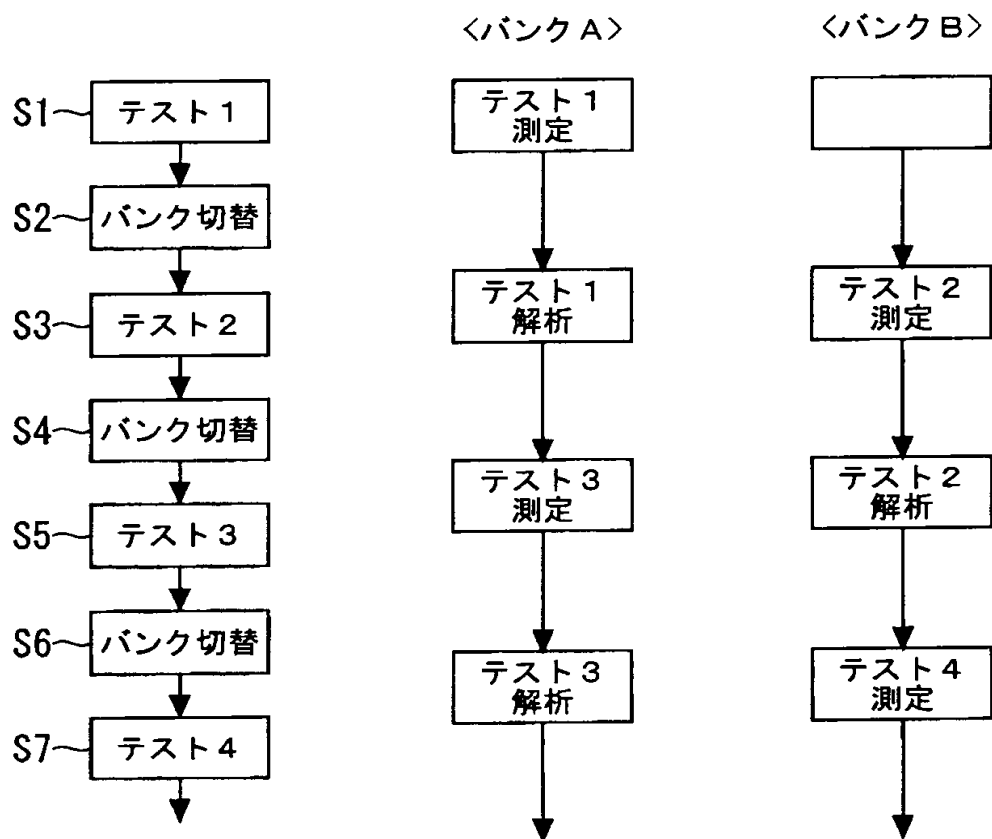 <バンクA>
<バンクB>
S1 テスト1
S2 バンク切替
S3 テスト2
S4 バンク切替
S5 テスト3
S6 バンク切替
S7 テスト4
テスト1
測定
テスト1
解析
テスト3
測定
テスト3
解析
テスト2
測定
テスト2
解析
テスト4
測定